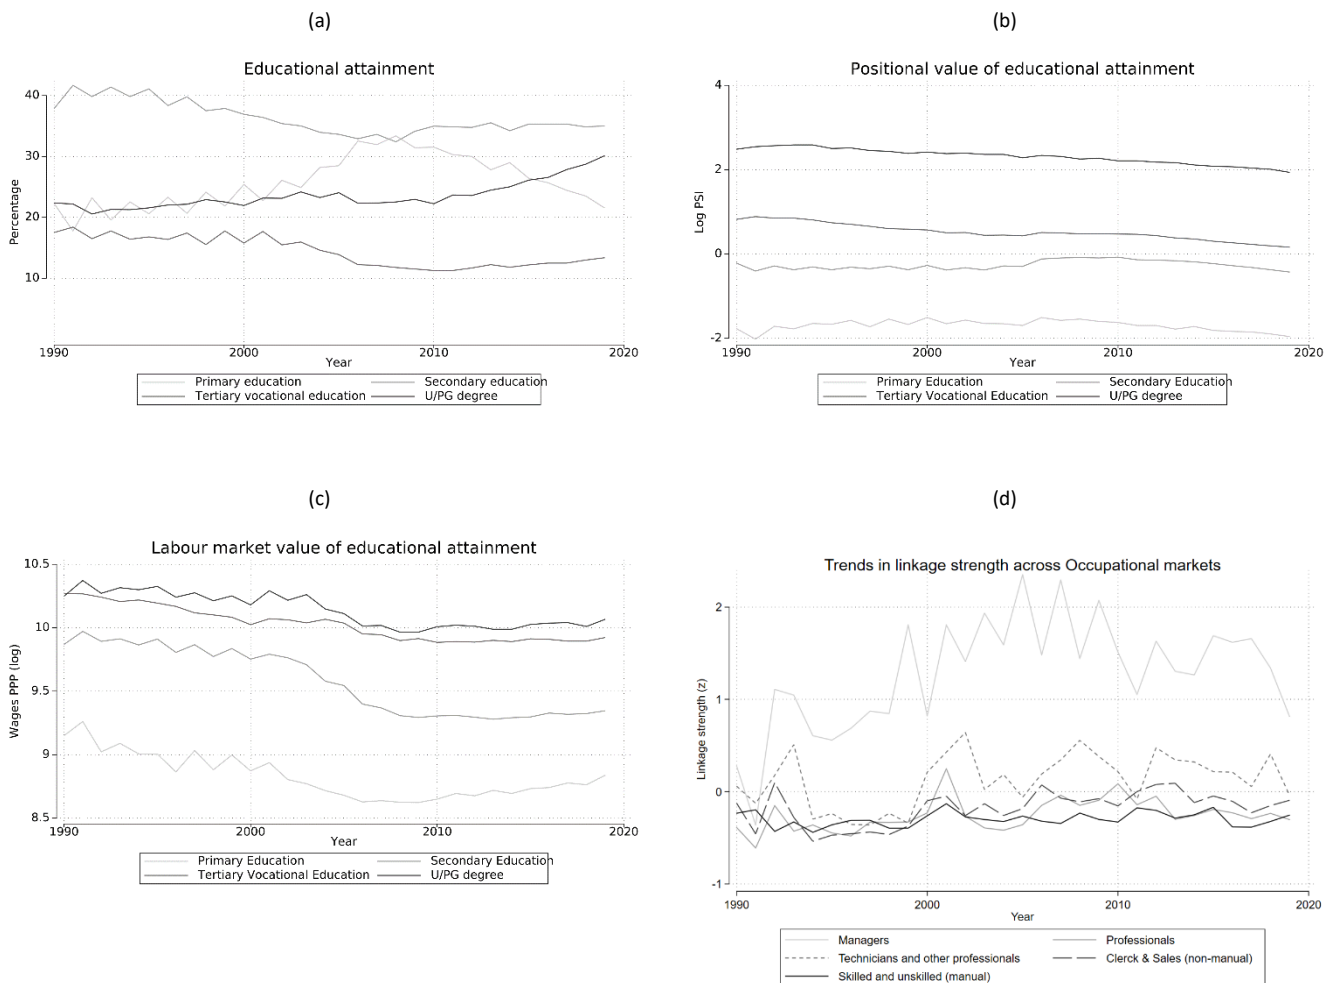 (a)
Educational attainment
40
30
20
10
Percentage
1990
2000
2010
2020
Year
Primary education
Secondary education
Tertiary vocational education
U/PG degree
(b)
Positional value of educational attainment
4
2
0
-2
Log PSI
1990
2000
2010
2020
Year
Primary Education
Secondary Education
Tertiary Vocational Education
U/PG degree
(c)
Labour market value of educational attainment
10.5
10
9.5
9
8.5
Wages PPP (log)
1990
2000
2010
2020
Year
Primary Education
Secondary Education
Tertiary Vocational Education
U/PG degree
(d)
Trends in linkage strength across Occupational markets
2
1
0
-1
Linkage strength (z)
1990
2000
2010
2020
Year
Managers
Professionals
Technicians and other professionals
Clerck & Sales (non-manual)
Skilled and unskilled (manual)